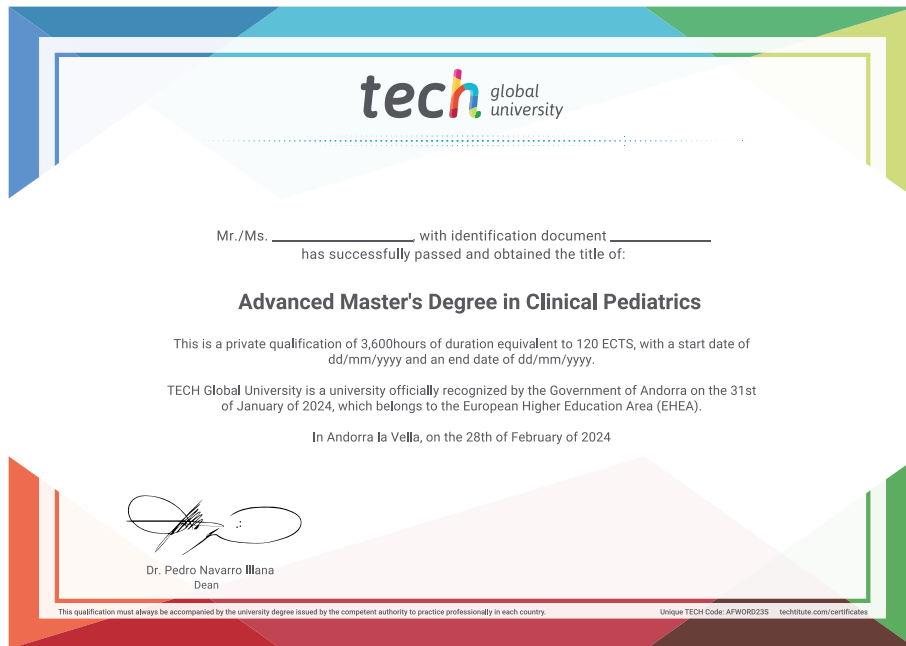 tech global university
Mr./Ms. ____________, with identification document ____________
has successfully passed and obtained the title of:
Advanced Master's Degree in Clinical Pediatrics
This is a private qualification of 3,600hours of duration equivalent to 120 ECTS, with a start date of
dd/mm/yyyy and an end date of dd/mm/yyyy.
TECH Global University is a university officially recognized by the Government of Andorra on the 31st
of January of 2024, which belongs to the European Higher Education Area (EHEA).
In Andorra la Vella, on the 28th of February of 2024
Dr. Pedro Navarro Illana
Dean
This qualification must always be accompanied by the university degree issued by the competent authority to practice professionally in each country. Unique TECH Code: AFWORD23S techtitute.com/certificates